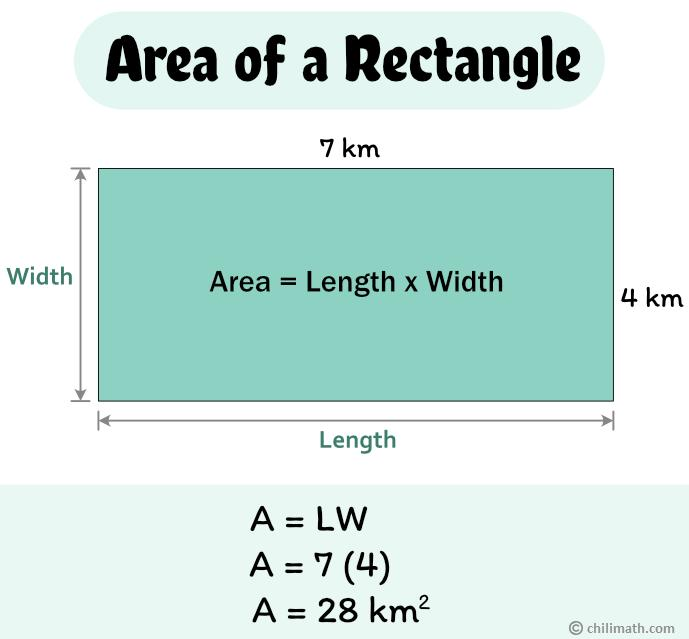 Area of a Rectangle
7 km
Width
Area = Length x Width
4 km
Length
A = LW
A = 7 (4)
A = 28 km²
© chilimath.com